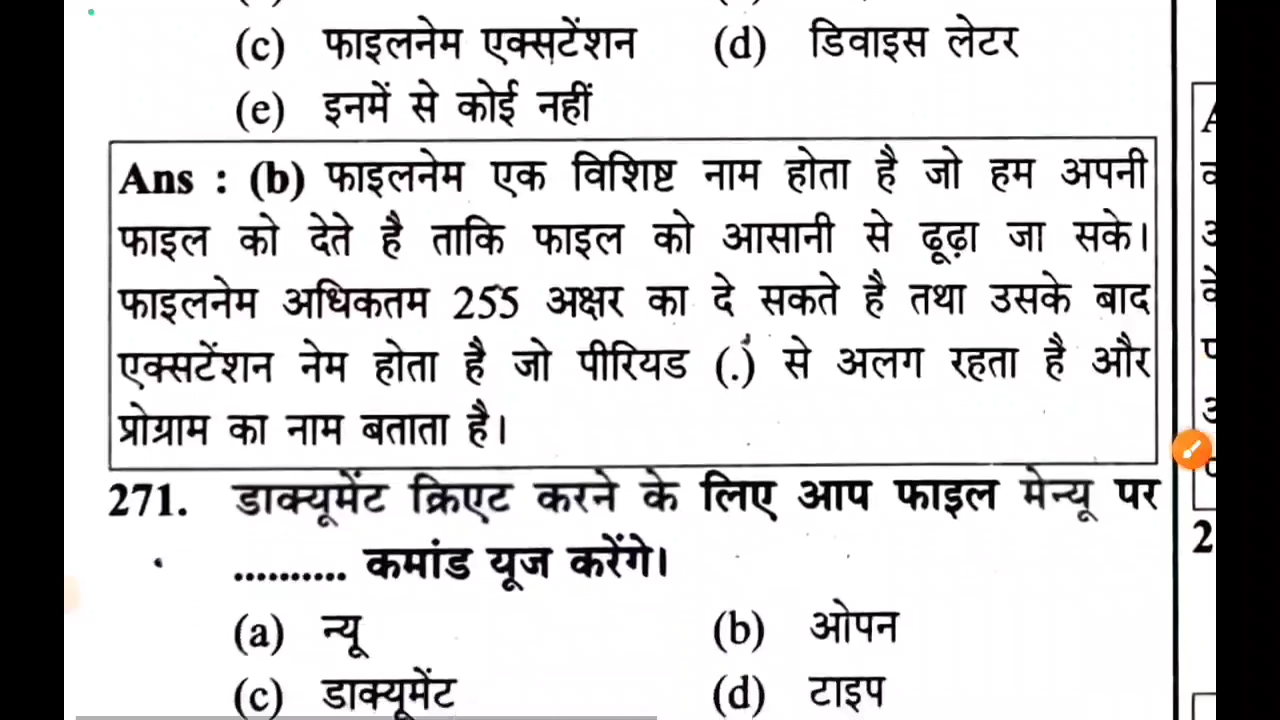 (c) फाइलनेम एक्सटेंशन (d) डिवाइस लेटर
(e) इनमें से कोई नहीं
Ans : (b) फाइलनेम एक विशिष्ट नाम होता है जो हम अपनी
फाइल को देते है ताकि फाइल को आसानी से ढूढ़ा जा सके।
फाइलनेम अधिकतम 255 अक्षर का दे सकते है तथा उसके बाद
एक्सटेंशन नेम होता है जो पीरियड (.) से अलग रहता है और
प्रोग्राम का नाम बताता है।
271. डाक्यूमेंट क्रिएट करने के लिए आप फाइल मेन्यू पर
.......... कमांड यूज करेंगे।
(a) न्यू (b) ओपन
(c) डाक्यूमेंट (d) टाइप
2